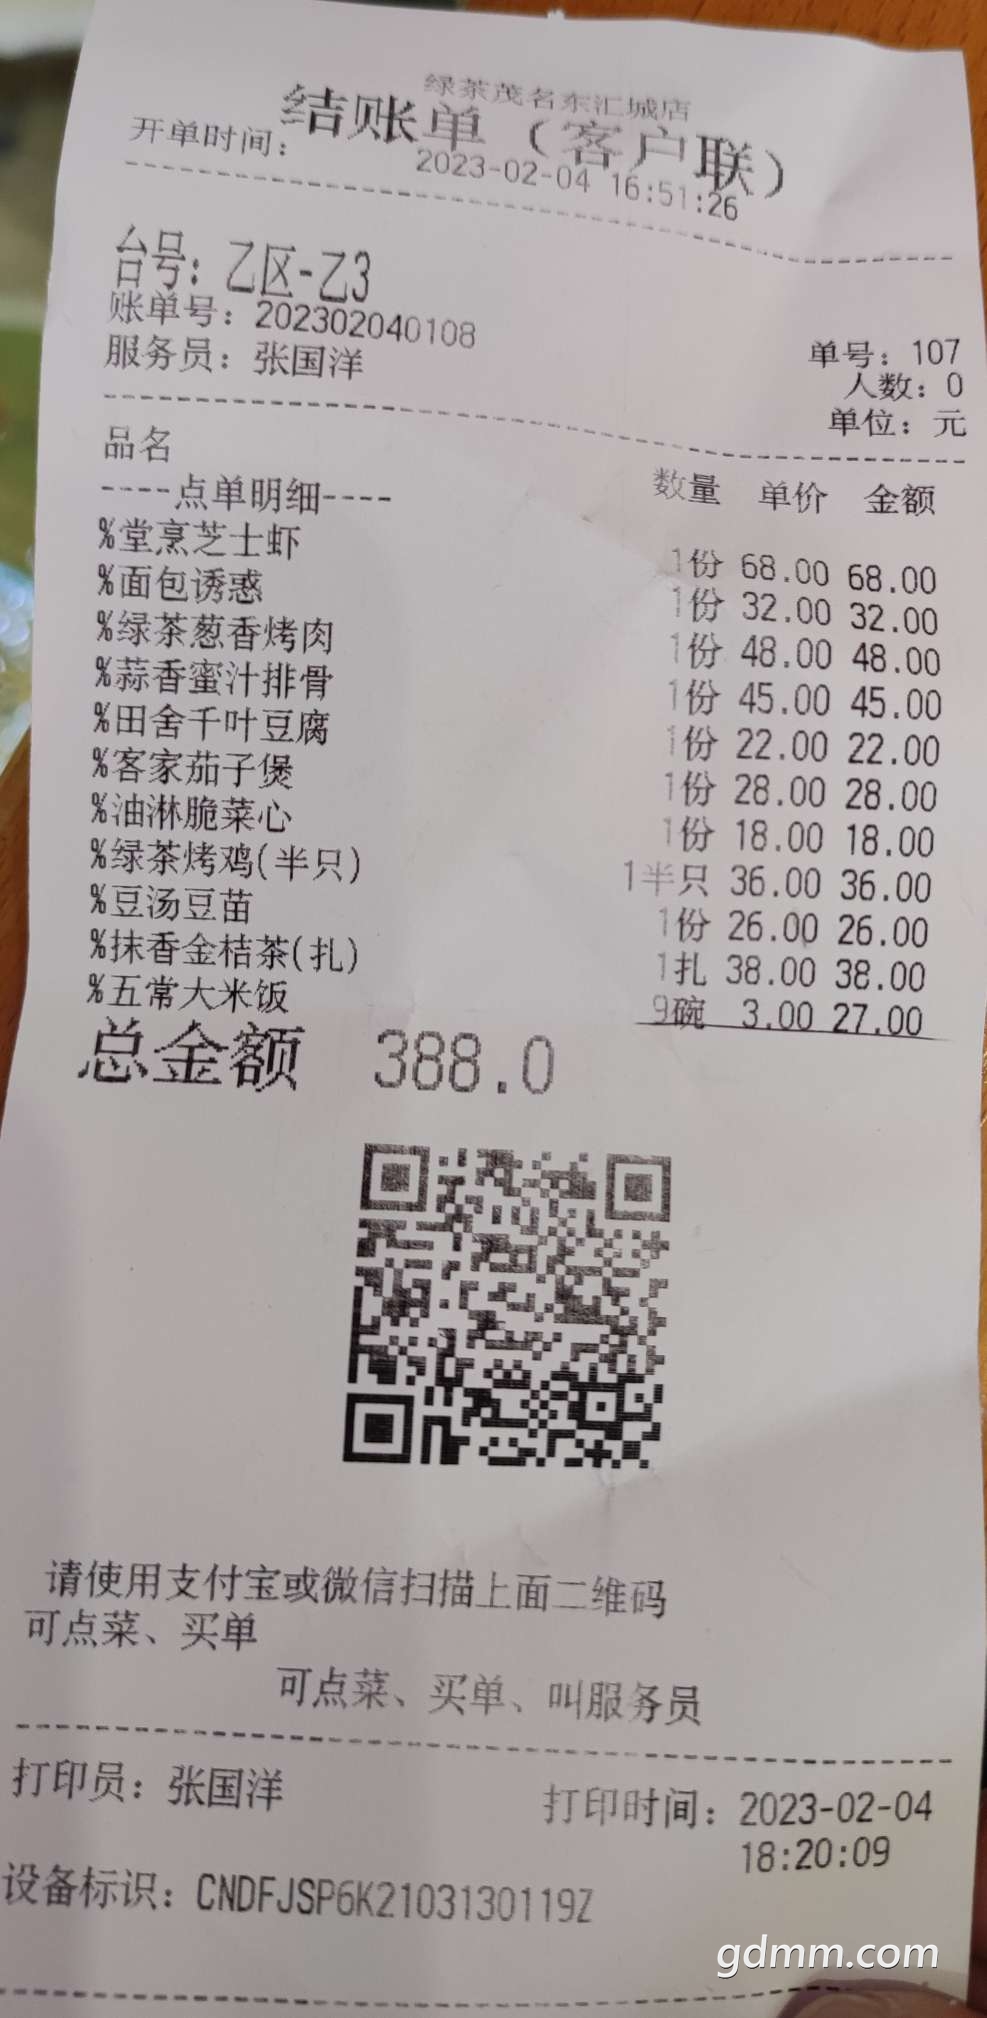 绿茶茂名东汇城店
结账单（客户联）
开单时间： 2023-02-04 16:51:26
台号：乙区-乙3
账单号：202302040108 单号：107
服务员：张国洋 人数：0
单位：元
品名 数量 单价 金额
----点单明细----
%堂烹芝士虾 1份 68.00 68.00
%面包诱惑 1份 32.00 32.00
%绿茶葱香烤肉 1份 48.00 48.00
%蒜香蜜汁排骨 1份 45.00 45.00
%田舍千叶豆腐 1份 22.00 22.00
%客家茄子煲 1份 28.00 28.00
%油淋脆菜心 1份 18.00 18.00
%绿茶烤鸡(半只) 1半只 36.00 36.00
%豆汤豆苗 1份 26.00 26.00
%抹香金桔茶(扎) 1扎 38.00 38.00
%五常大米饭 9碗 3.00 27.00
总金额 388.0
请使用支付宝或微信扫描上面二维码
可点菜、买单
可点菜、买单、叫服务员
打印员：张国洋 打印时间：2023-02-04
18:20:09
设备标识：CNDFJSP6K2103130119Z
gdmm.com